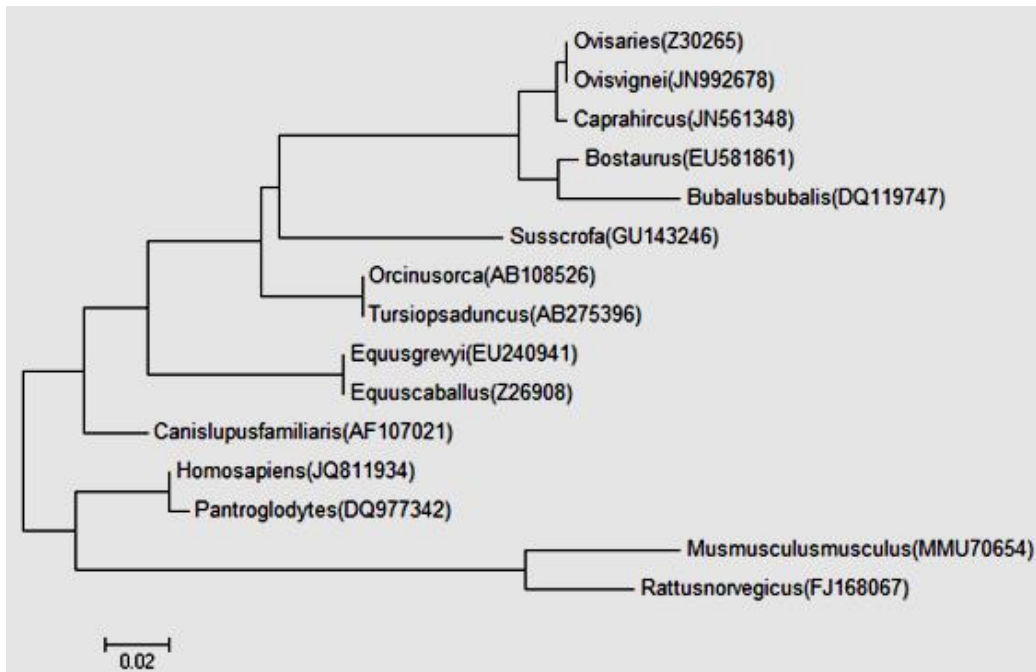 Ovisaries(Z30265)
Ovisvignei(JN992678)
Caprahircus(JN561348)
Bostaurus(EU581861)
Bubalusbubalis(DQ119747)
Susscrofa(GU143246)
Orcinusorca(AB108526)
Tursiopsaduncus(AB275396)
Equusgrevyi(EU240941)
Equuscaballus(Z26908)
Canislupusfamiliaris(AF107021)
Homosapiens(JQ811934)
Pantroglodytes(DQ977342)
Musmusculusmusculus(MMU70654)
Rattusnorvegicus(FJ168067)
0.02